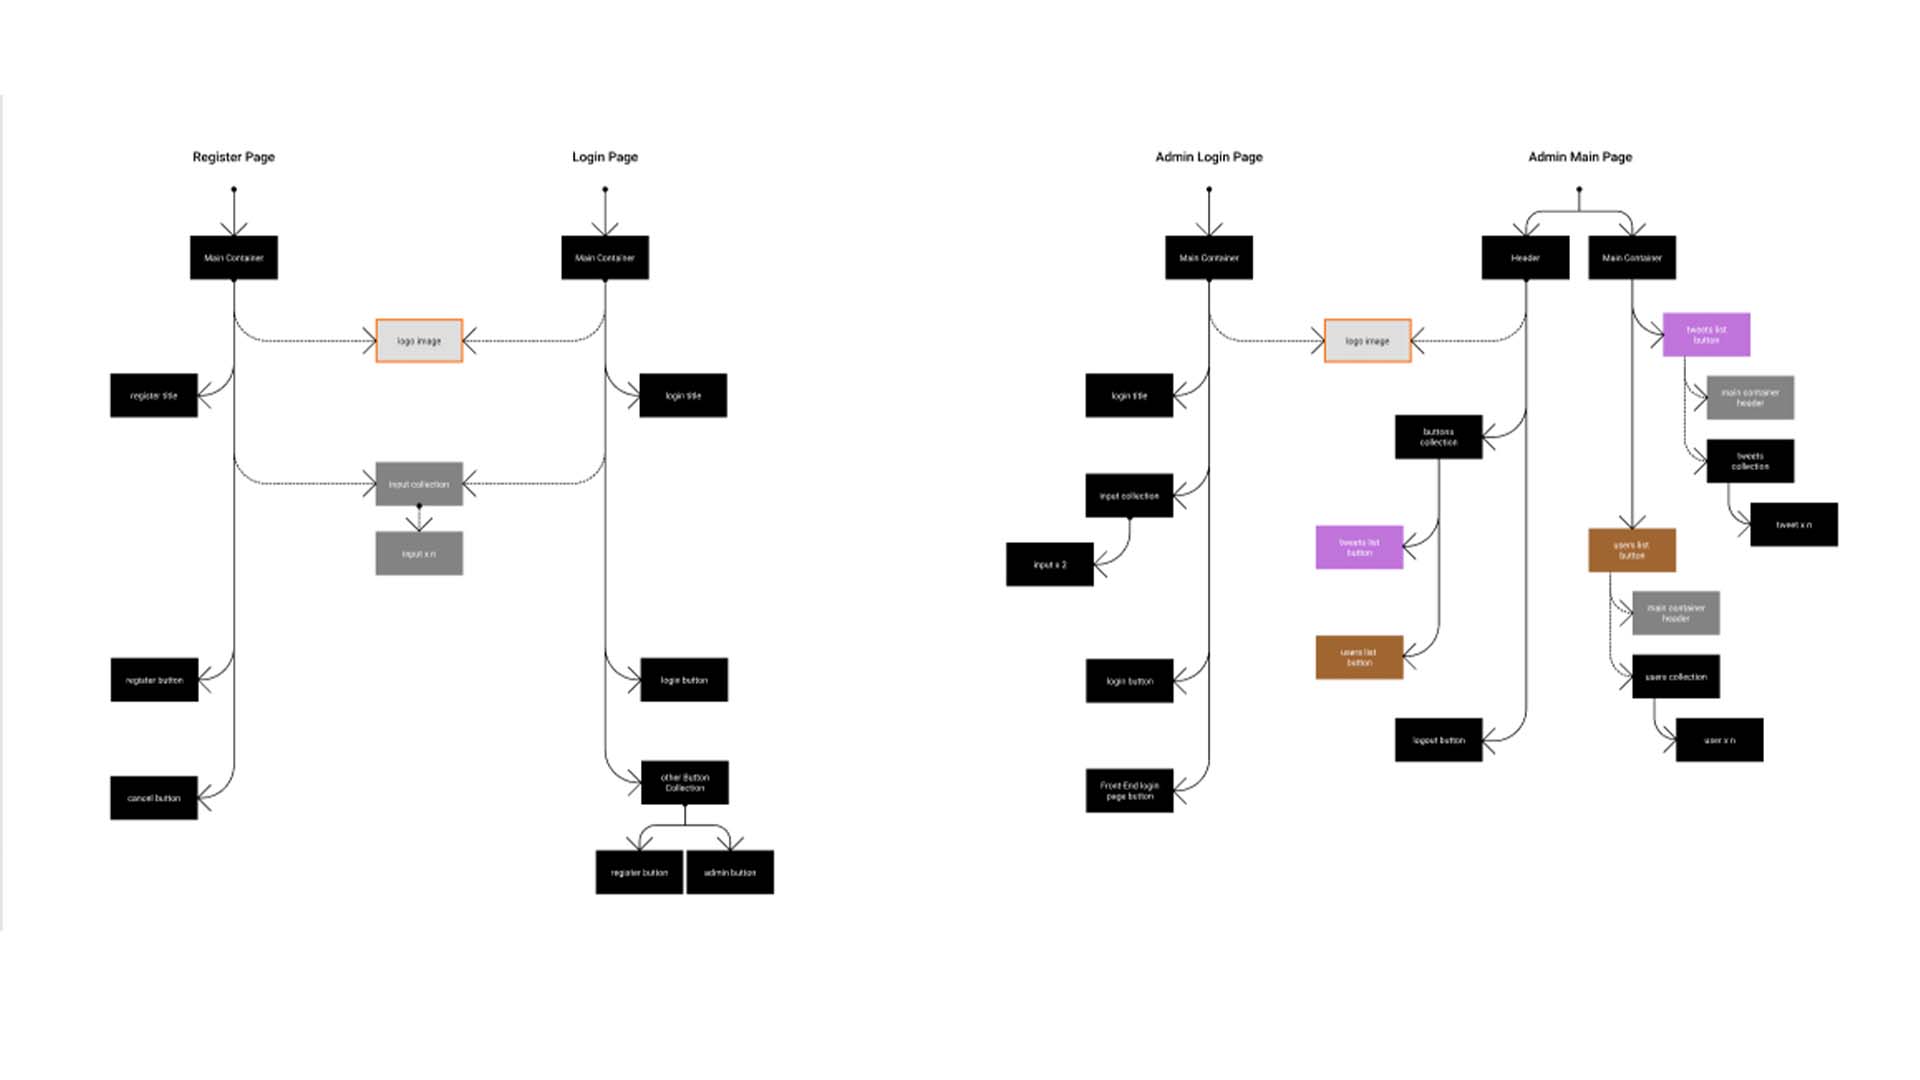 Register Page
Login Page
Admin Login Page
Admin Main Page
Main Container
Main Container
Main Container
Header
Main Container
logo image
logo image
tweets list
button
register title
login title
login title
main container
header
buttons
collection
tweets
collection
input collection
input collection
tweet x n
input x n
input x 2
tweets list
button
users list
button
main container
header
users list
button
register button
login button
login button
users collection
logout button
user x n
cancel button
other Button
Collection
Front-End login
page button
register button
admin button